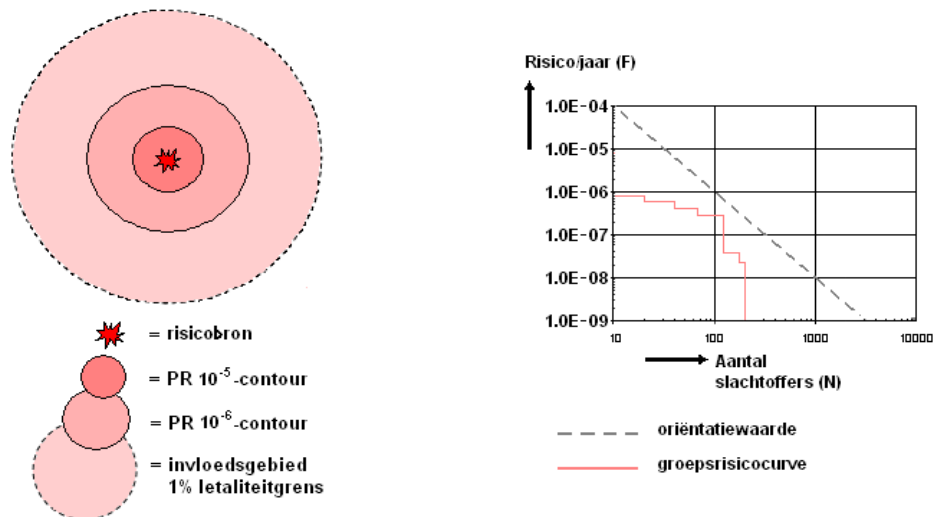 = risicobron
= PR 10⁻⁵-contour
= PR 10⁻⁶-contour
= invloedsgebied
1% letaliteitgrens
Risico/jaar (F)
1.0E-04
1.0E-05
1.0E-06
1.0E-07
1.0E-08
1.0E-09
10 100 1000 10000
Aantal
slachtoffers (N)
oriëntatiewaarde
groepsrisicocurve